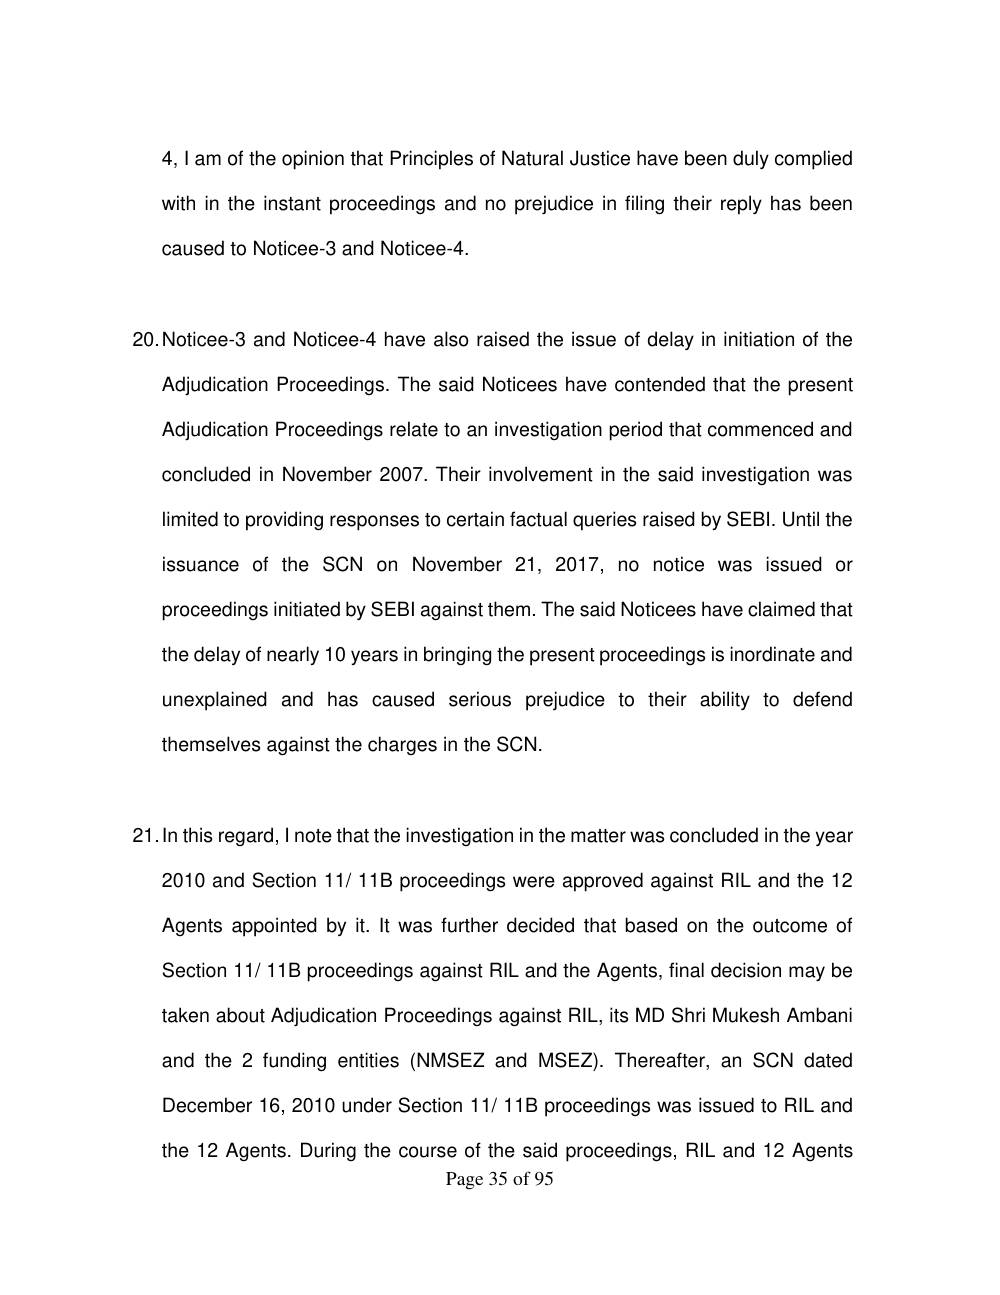 4, I am of the opinion that Principles of Natural Justice have been duly complied
with in the instant proceedings and no prejudice in filing their reply has been
caused to Noticee-3 and Noticee-4.
20. Noticee-3 and Noticee-4 have also raised the issue of delay in initiation of the
Adjudication Proceedings. The said Noticees have contended that the present
Adjudication Proceedings relate to an investigation period that commenced and
concluded in November 2007. Their involvement in the said investigation was
limited to providing responses to certain factual queries raised by SEBI. Until the
issuance of the SCN on November 21, 2017, no notice was issued or
proceedings initiated by SEBI against them. The said Noticees have claimed that
the delay of nearly 10 years in bringing the present proceedings is inordinate and
unexplained and has caused serious prejudice to their ability to defend
themselves against the charges in the SCN.
21. In this regard, I note that the investigation in the matter was concluded in the year
2010 and Section 11/ 11B proceedings were approved against RIL and the 12
Agents appointed by it. It was further decided that based on the outcome of
Section 11/ 11B proceedings against RIL and the Agents, final decision may be
taken about Adjudication Proceedings against RIL, its MD Shri Mukesh Ambani
and the 2 funding entities (NMSEZ and MSEZ). Thereafter, an SCN dated
December 16, 2010 under Section 11/ 11B proceedings was issued to RIL and
the 12 Agents. During the course of the said proceedings, RIL and 12 Agents
Page 35 of 95